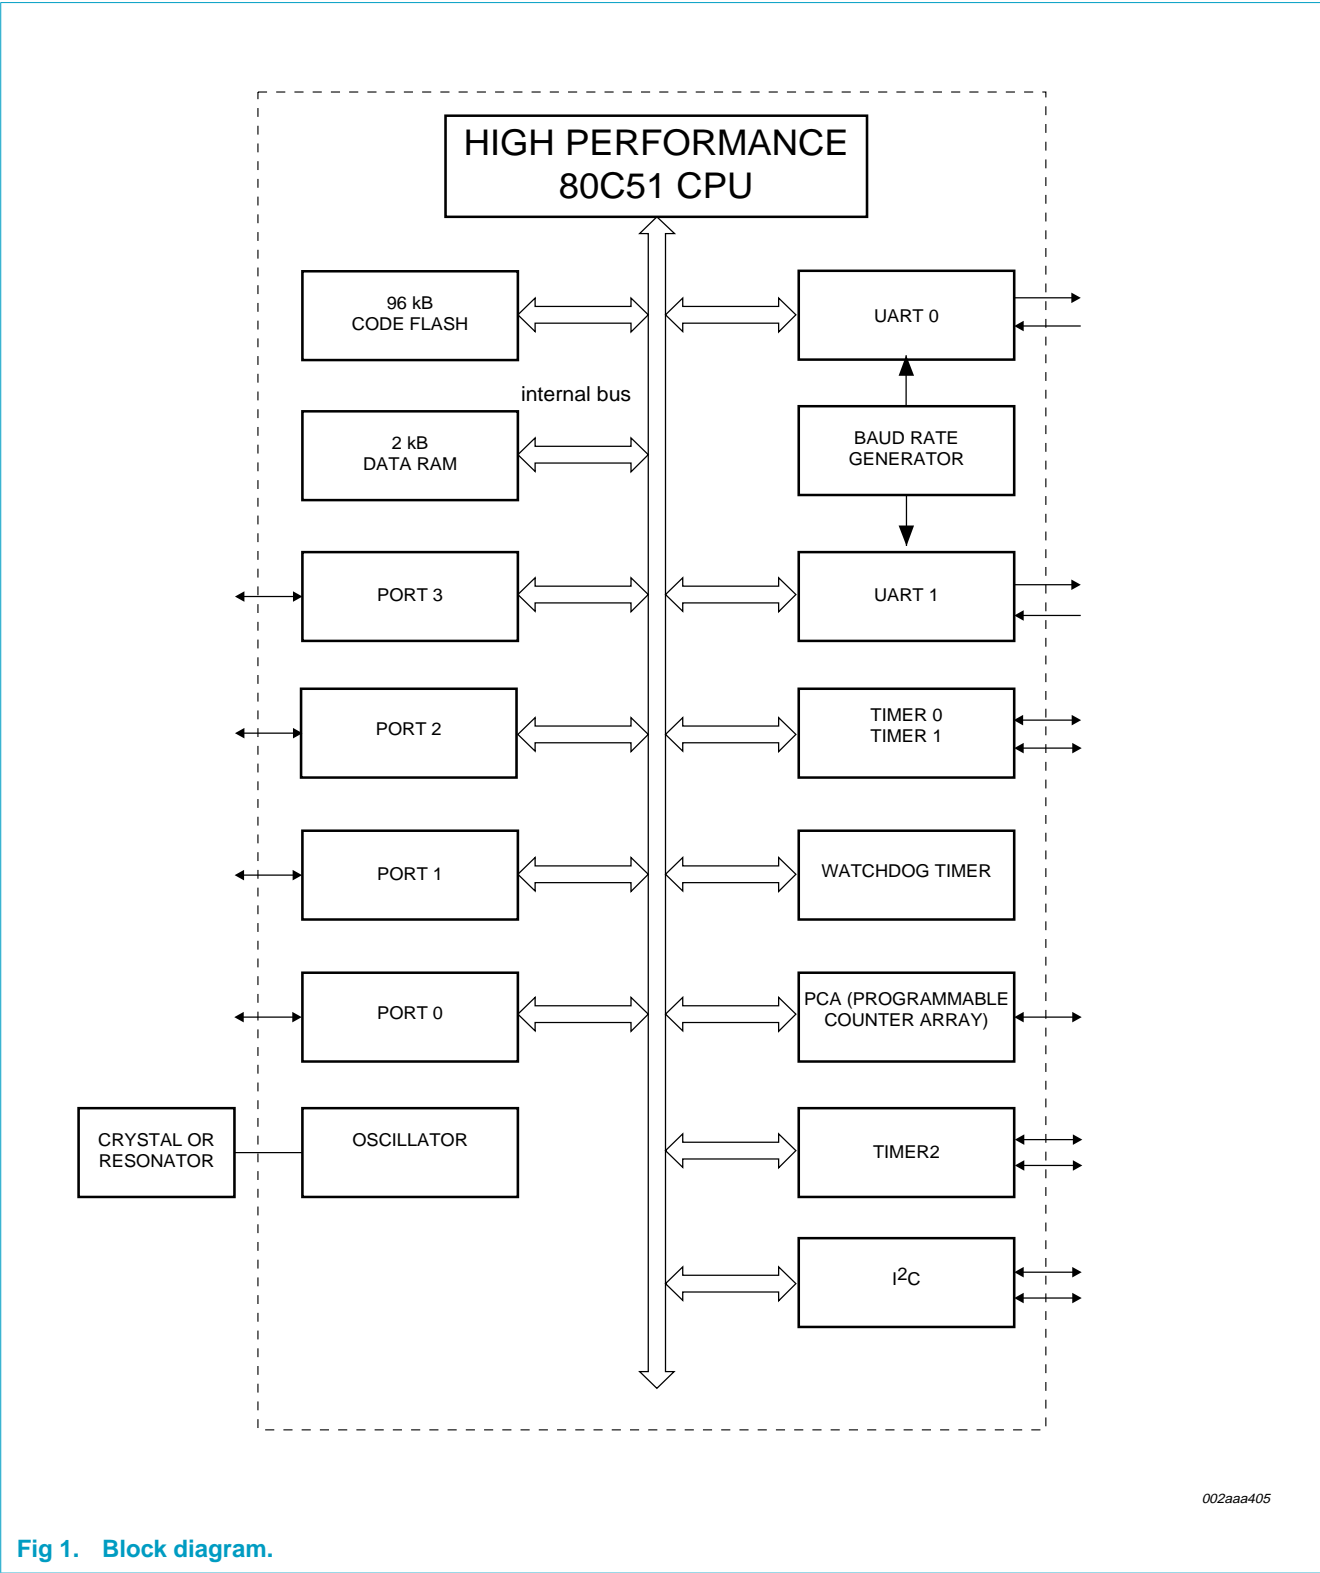 HIGH PERFORMANCE
80C51 CPU
96 kB
CODE FLASH
UART 0
internal bus
2 kB
DATA RAM
BAUD RATE
GENERATOR
PORT 3
UART 1
PORT 2
TIMER 0
TIMER 1
PORT 1
WATCHDOG TIMER
PORT 0
PCA (PROGRAMMABLE
COUNTER ARRAY)
CRYSTAL OR
RESONATOR
OSCILLATOR
TIMER2
I²C
002aaa405
Fig 1. Block diagram.